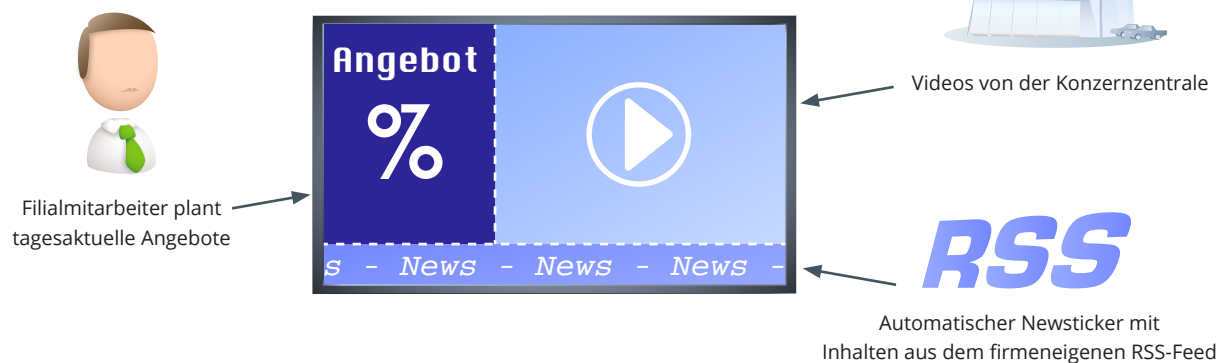 Angebot
%
s - News - News - News -
Filialmitarbeiter plant
tagesaktuelle Angebote
Videos von der Konzernzentrale
RSS
Automatischer Newsticker mit
Inhalten aus dem firmeneigenen RSS-Feed